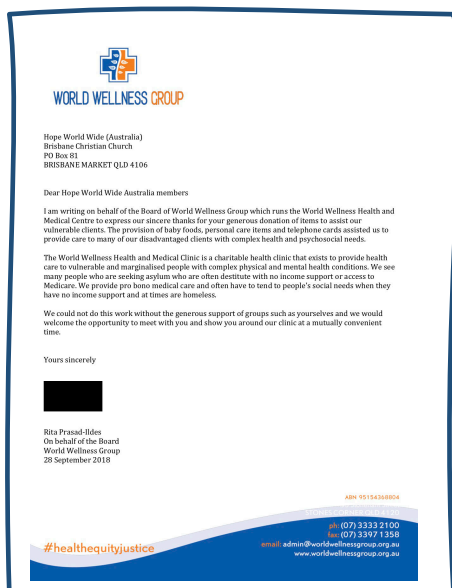 WORLD WELLNESS GROUP
Hope World Wide (Australia)
Brisbane Christian Church
PO Box 81
BRISBANE MARKET QLD 4106
Dear Hope World Wide Australia members
I am writing on behalf of the Board of World Wellness Group which runs the World Wellness Health and
Medical Centre to express our sincere thanks for your generous donation of items to assist our
vulnerable clients. The provision of baby foods, personal care items and telephone cards assisted us to
provide care to many of our disadvantaged clients with complex health and psychosocial needs.
The World Wellness Health and Medical Clinic is a charitable health clinic that exists to provide health
care to vulnerable and marginalised people with complex physical and mental health conditions. We see
many people who are seeking asylum who are often destitute with no income support or access to
Medicare. We provide pro bono medical care and often have to tend to people's social needs when they
have no income support and at times are homeless.
We could not do this work without the generous support of groups such as yourselves and we would
welcome the opportunity to meet with you and show you around our clinic at a mutually convenient
time.
Yours sincerely
Rita Prasad-Ildes
On behalf of the Board
World Wellness Group
28 September 2018
ABN 95154368804
STONES CORNER QLD 4120
ph: (07) 3333 2100
fax: (07) 3397 1358
email: admin@worldwellnessgroup.org.au
www.worldwellnessgroup.org.au
#healthequityjustice